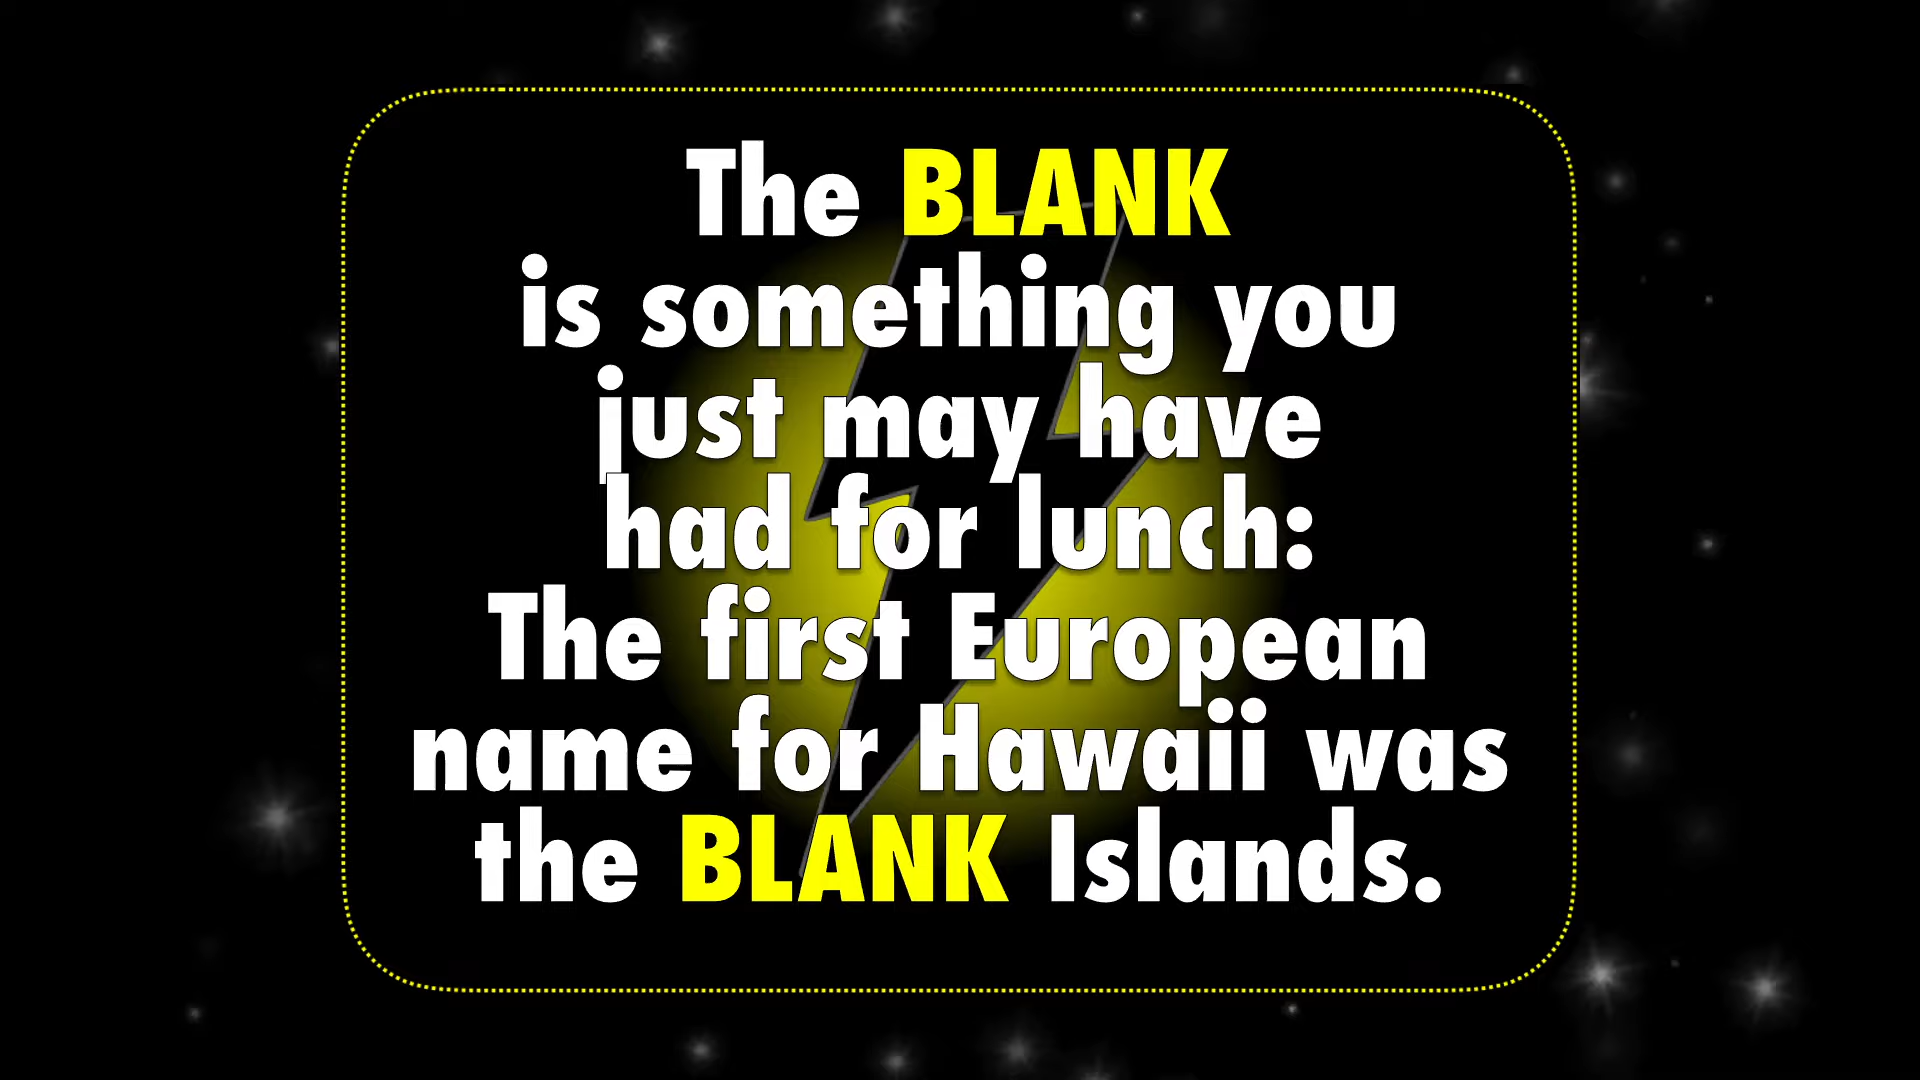 The BLANK
is something you
just may have
had for lunch:
The first European
name for Hawaii was
the BLANK Islands.